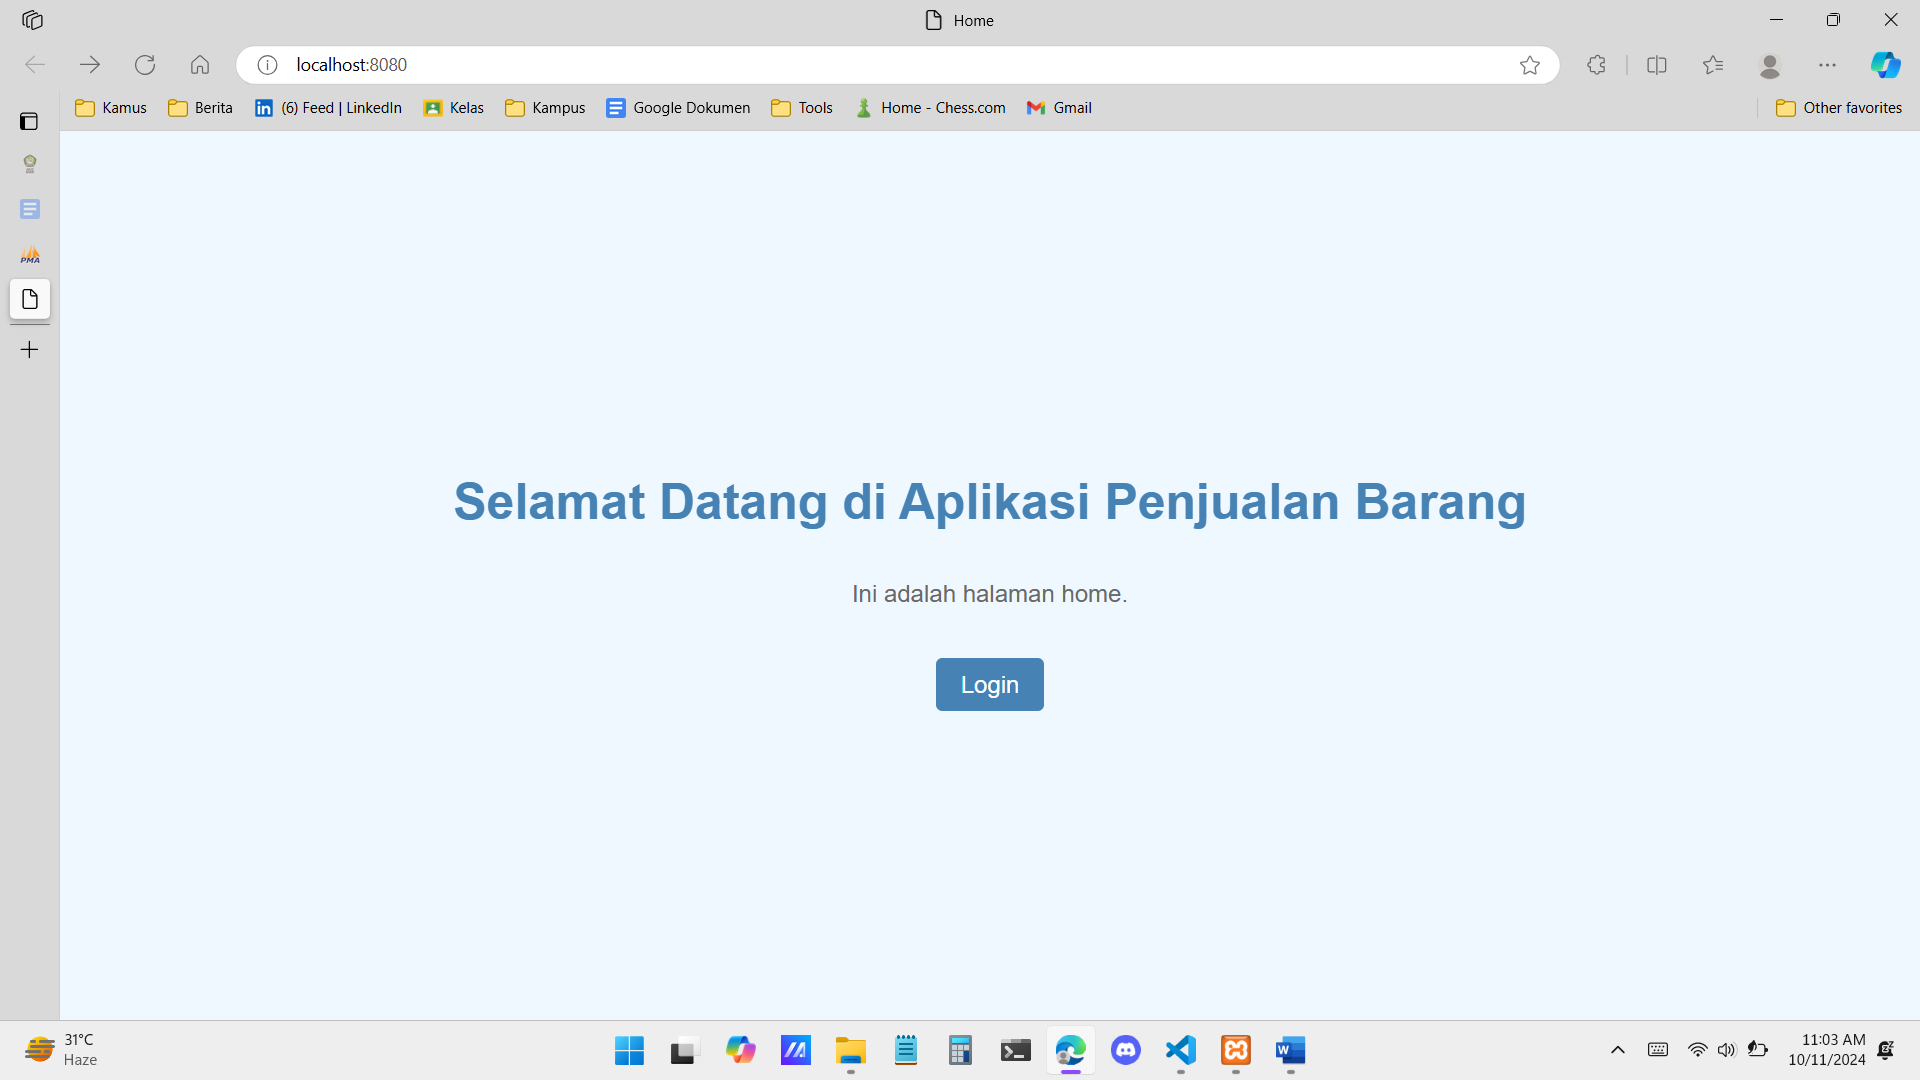 Home
localhost:8080
Kamus
Berita
(6) Feed | LinkedIn
Kelas
Kampus
Google Dokumen
Tools
Home - Chess.com
Gmail
Other favorites
PMA
Selamat Datang di Aplikasi Penjualan Barang
Ini adalah halaman home.
Login
31°C
Haze
11:03 AM
10/11/2024